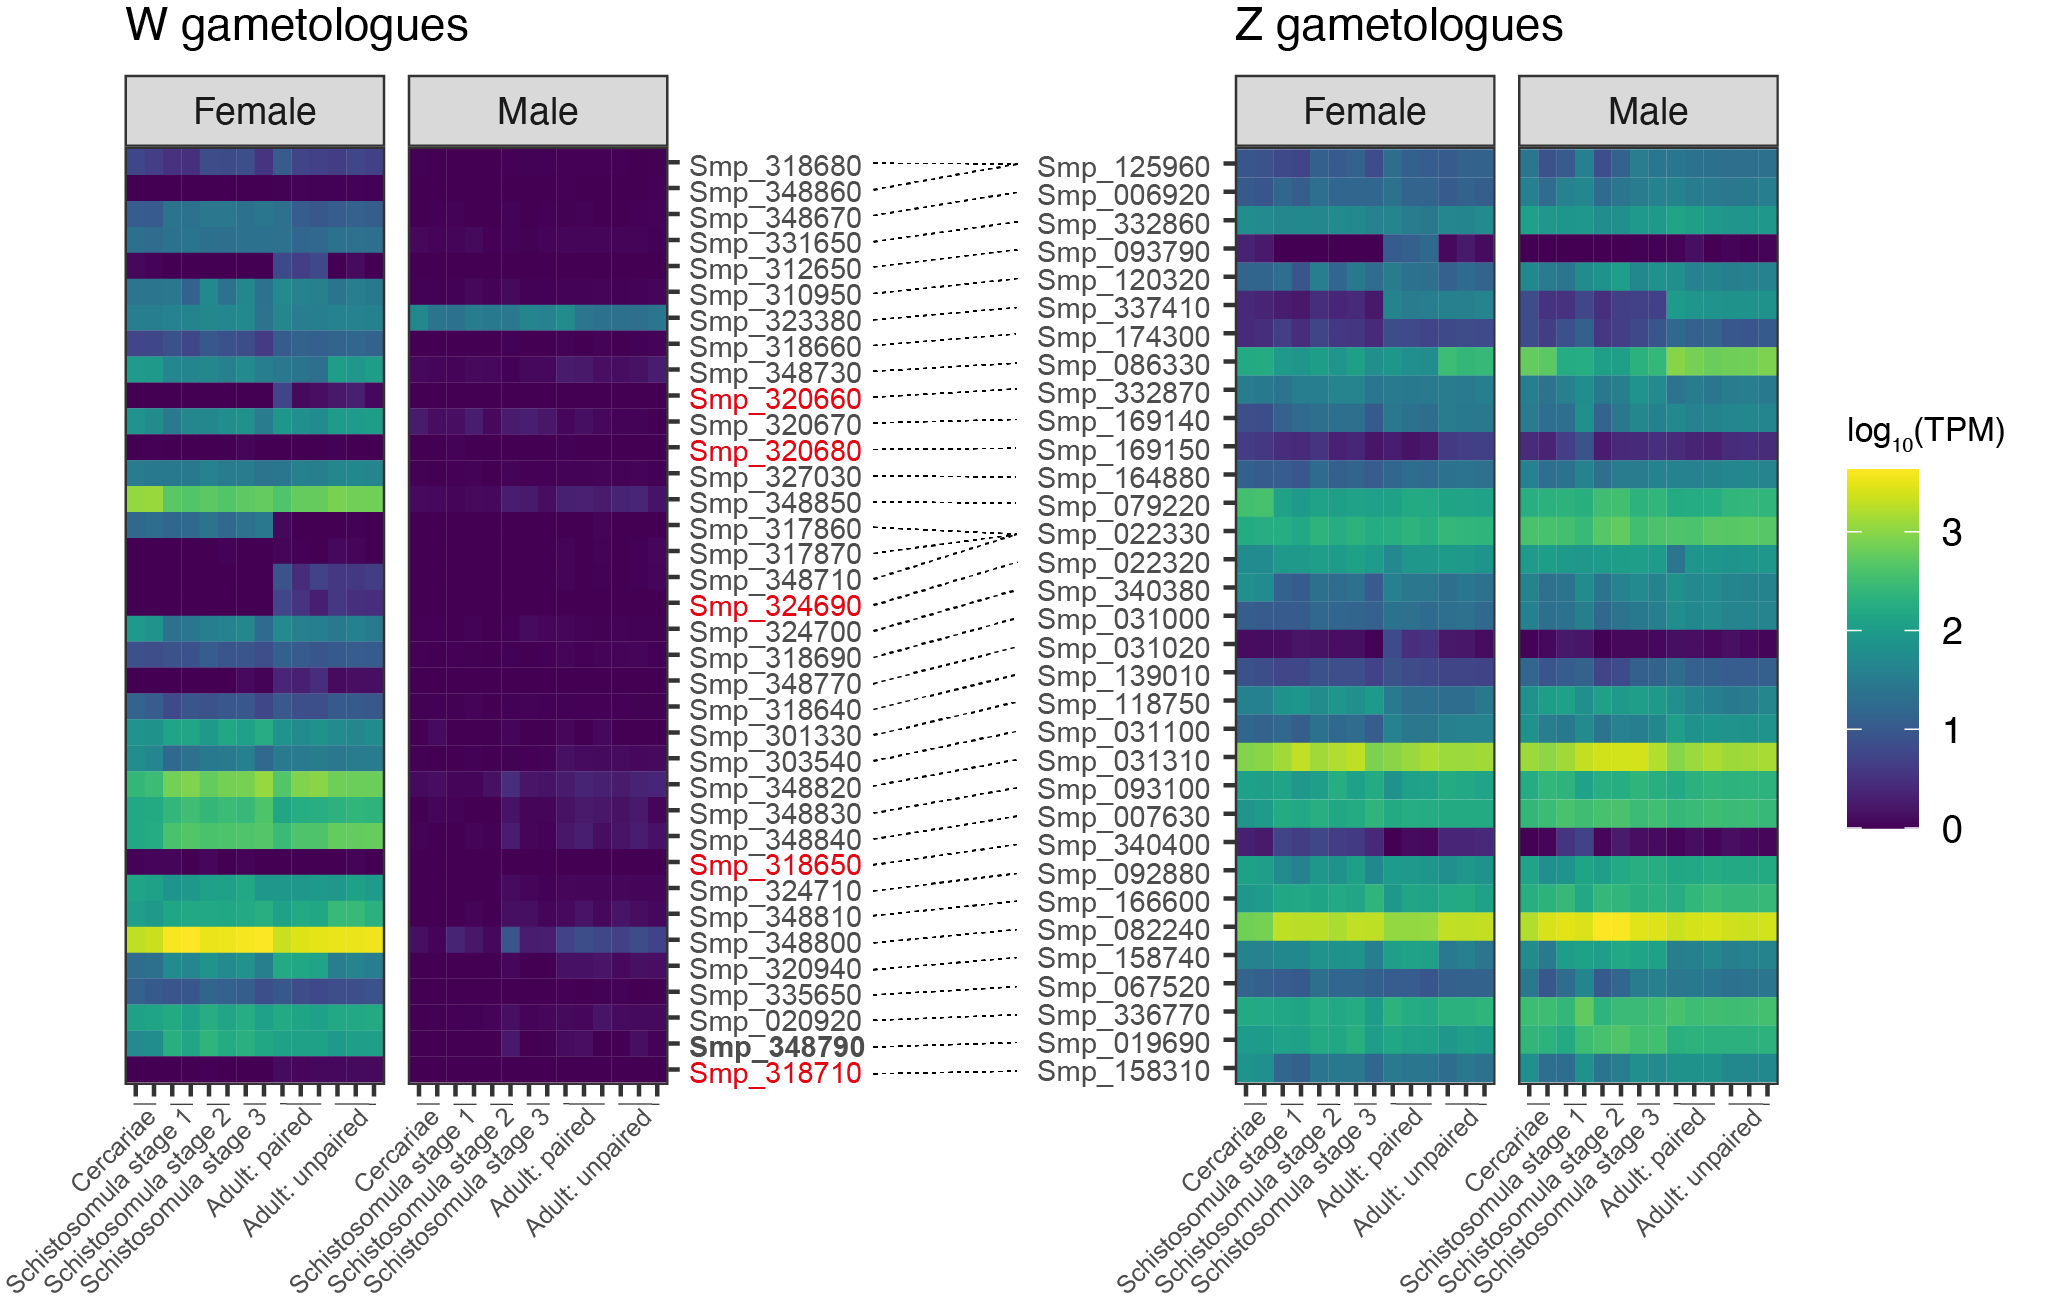 W gametologues
Z gametologues
Female
Male
Female
Male
Smp_318680
Smp_348860
Smp_348670
Smp_331650
Smp_312650
Smp_310950
Smp_323380
Smp_318660
Smp_348730
Smp_320660
Smp_320670
Smp_320680
Smp_327030
Smp_348850
Smp_317860
Smp_317870
Smp_348710
Smp_324690
Smp_324700
Smp_318690
Smp_348770
Smp_318640
Smp_301330
Smp_303540
Smp_348820
Smp_348830
Smp_348840
Smp_318650
Smp_324710
Smp_348810
Smp_348800
Smp_320940
Smp_335650
Smp_020920
Smp_348790
Smp_318710
Smp_125960
Smp_006920
Smp_332860
Smp_093790
Smp_120320
Smp_337410
Smp_174300
Smp_086330
Smp_332870
Smp_169140
Smp_169150
Smp_164880
Smp_079220
Smp_022330
Smp_022320
Smp_340380
Smp_031000
Smp_031020
Smp_139010
Smp_118750
Smp_031100
Smp_031310
Smp_093100
Smp_007630
Smp_340400
Smp_092880
Smp_166600
Smp_082240
Smp_158740
Smp_067520
Smp_336770
Smp_019690
Smp_158310
log10(TPM)
3
2
1
0
Cercariae
Schistosomula stage 1
Schistosomula stage 2
Schistosomula stage 3
Adult: paired
Adult: unpaired
Cercariae
Schistosomula stage 1
Schistosomula stage 2
Schistosomula stage 3
Adult: paired
Adult: unpaired
Cercariae
Schistosomula stage 1
Schistosomula stage 2
Schistosomula stage 3
Adult: paired
Adult: unpaired
Cercariae
Schistosomula stage 1
Schistosomula stage 2
Schistosomula stage 3
Adult: paired
Adult: unpaired